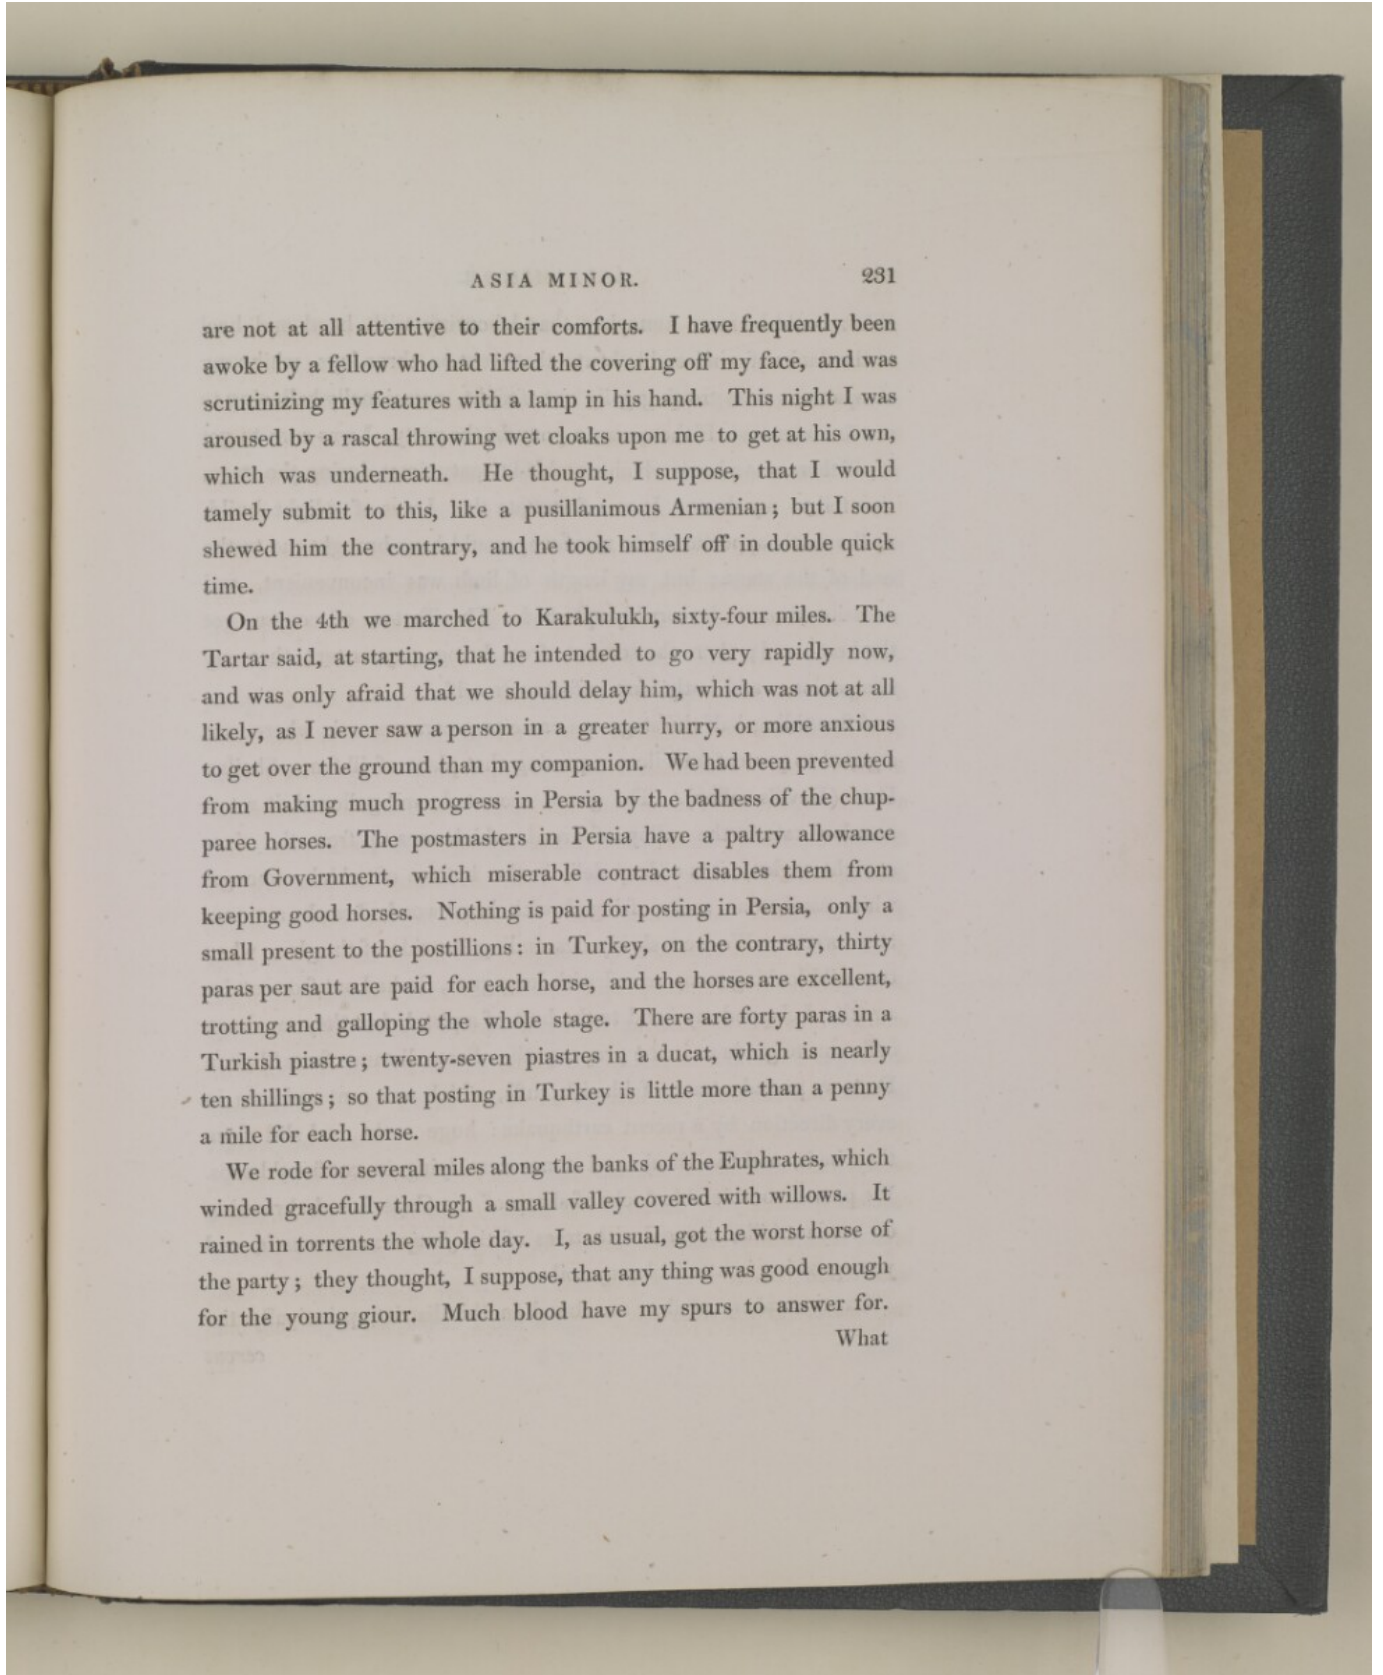 ASIA MINOR. 231
are not at all attentive to their comforts. I have frequently been
awoke by a fellow who had lifted the covering off my face, and was
scrutinizing my features with a lamp in his hand. This night I was
aroused by a rascal throwing wet cloaks upon me to get at his own,
which was underneath. He thought, I suppose, that I would
tamely submit to this, like a pusillanimous Armenian; but I soon
shewed him the contrary, and he took himself off in double quick
time.
On the 4th we marched to Karakulukh, sixty-four miles. The
Tartar said, at starting, that he intended to go very rapidly now,
and was only afraid that we should delay him, which was not at all
likely, as I never saw a person in a greater hurry, or more anxious
to get over the ground than my companion. We had been prevented
from making much progress in Persia by the badness of the chup-
paree horses. The postmasters in Persia have a paltry allowance
from Government, which miserable contract disables them from
keeping good horses. Nothing is paid for posting in Persia, only a
small present to the postillions: in Turkey, on the contrary, thirty
paras per saut are paid for each horse, and the horses are excellent,
trotting and galloping the whole stage. There are forty paras in a
Turkish piastre; twenty-seven piastres in a ducat, which is nearly
ten shillings; so that posting in Turkey is little more than a penny
a mile for each horse.
We rode for several miles along the banks of the Euphrates, which
winded gracefully through a small valley covered with willows. It
rained in torrents the whole day. I, as usual, got the worst horse of
the party; they thought, I suppose, that any thing was good enough
for the young giour. Much blood have my spurs to answer for.
What